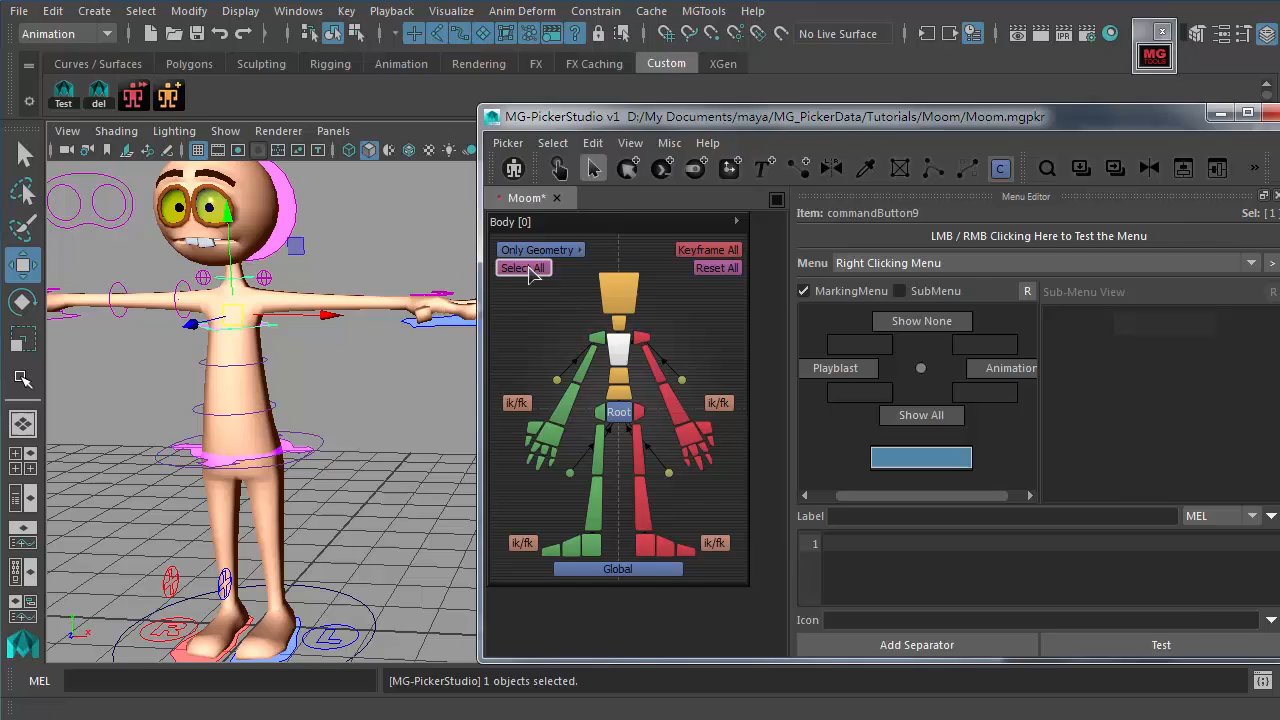 File Edit Create Select Modify Display Windows Key Playback Visualize Anim Deform Constrain Cache MGTools Help
Animation No Live Surface IPR
Curves / Surfaces Polygons Sculpting Rigging Animation Rendering FX FX Caching Custom XGen
Test del
MG TOOLS
View Shading Lighting Show Renderer Panels
MG-PickerStudio v1 D:/My Documents/maya/MG_PickerData/Tutorials/Moom/Moom.mgpkr
Picker Select Edit View Misc Help
Moom*
Body [0]
Only Geometry
Select All
Keyframe All
Reset All
ik/fk
ik/fk
Root
ik/fk
ik/fk
Global
Menu Editor
Item: commandButton9 Sel: [ 1
LMB / RMB Clicking Here to Test the Menu
Menu Right Clicking Menu >
MarkingMenu SubMenu R Sub-Menu View R
Show None
Playblast Animation
Show All
Label MEL
1
Icon
Add Separator Test
R L
MEL [MG-PickerStudio] 1 objects selected.